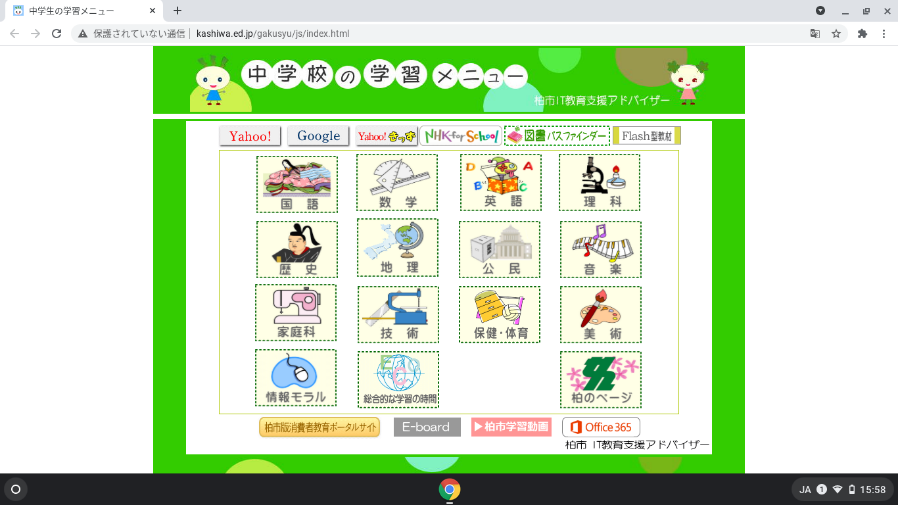 中学生の学習メニュー
保護されていない通信 | kashiwa.ed.jp/gakusyu/js/index.html
中学校の学習メニュー
柏市IT教育支援アドバイザー
Yahoo! Google Yahoo!きっず NHK for School 図書パスファインダー Flash型教材
国語 数学 英語 理科
D A B C
歴史 地理 公民 音楽
家庭科 技術 保健・体育 美術
情報モラル 総合的な学習の時間 柏のページ
柏市版消費者教育ポータルサイト E-board ▶柏市学習動画 Office 365
柏市 IT教育支援アドバイザー
JA 1 15:58